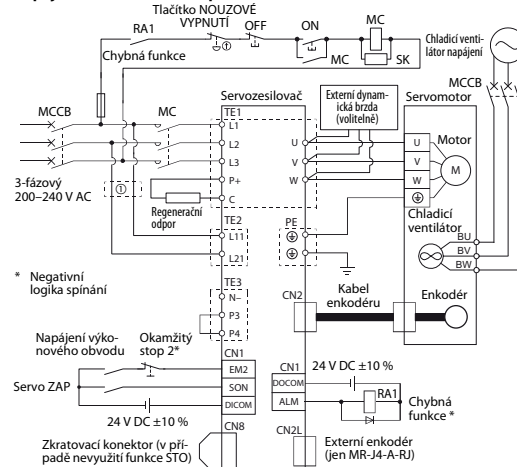 Tlačítko NOUZOVÉ
VYPNUTÍ
OFF
ON
MC
RA1
①
MC
SK
Chybná funkce
Chladicí venti-
látor napájení
MCCB
MCCB
MC
Servozesilovač
Externí dynam-
ická brzda
(volitelně)
Servomotor
TE1
L1
L2
L3
P+
C
U
V
W
U
V
W
Motor
M
3-fázový
200–240 V AC
①
Regenerační
odpor
TE2
L11
L21
PE
Chladicí
ventilátor
BU
BV
BW
* Negativní
logika spínání
TE3
N–
P3
P4
CN2
Kabel
enkodéru
Enkodér
Napájení výko-
nového obvodu
Okamžitý
stop 2*
CN1
EM2
SON
DICOM
Servo ZAP
24 V DC ±10 %
CN1
DOCOM
ALM
24 V DC ±10 %
RA1
Chybná
funkce *
CN8
Zkratovací konektor (v pří-
padě nevyužití funkce STO)
CN2L
Externí enkodér
(jen MR-J4-A-RJ)